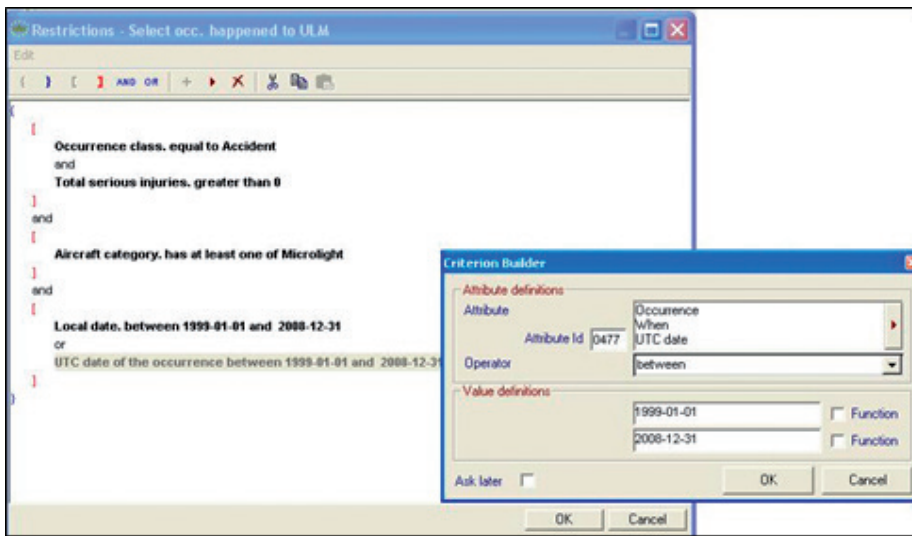 Restrictions - Select occ. happened to ULM
Edit
( ) [ ] AND OR
{
[
Occurrence class. equal to Accident
and
Total serious injuries. greater than 0
]
and
[
Aircraft category. has at least one of Microlight
]
and
[
Local date. between 1999-01-01 and 2008-12-31
or
UTC date of the occurrence between 1999-01-01 and 2008-12-31
]
}
OK Cancel
Criterion Builder
Attribute definitions
Attribute
Occurrence
When
Attribute Id 0477 UTC date
Operator between
Value definitions
1999-01-01 Function
2008-12-31 Function
Ask later OK Cancel